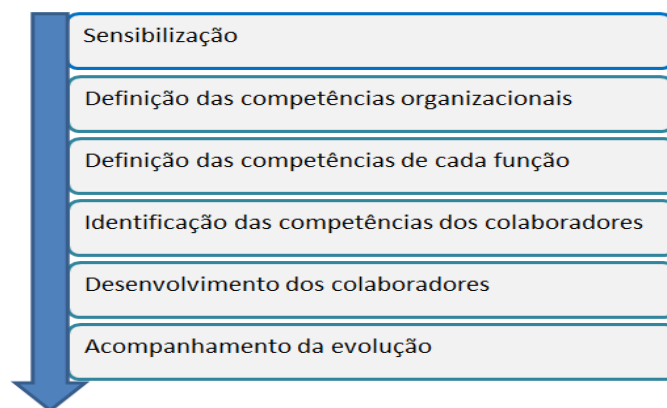 Sensibilização
Definição das competências organizacionais
Definição das competências de cada função
Identificação das competências dos colaboradores
Desenvolvimento dos colaboradores
Acompanhamento da evolução